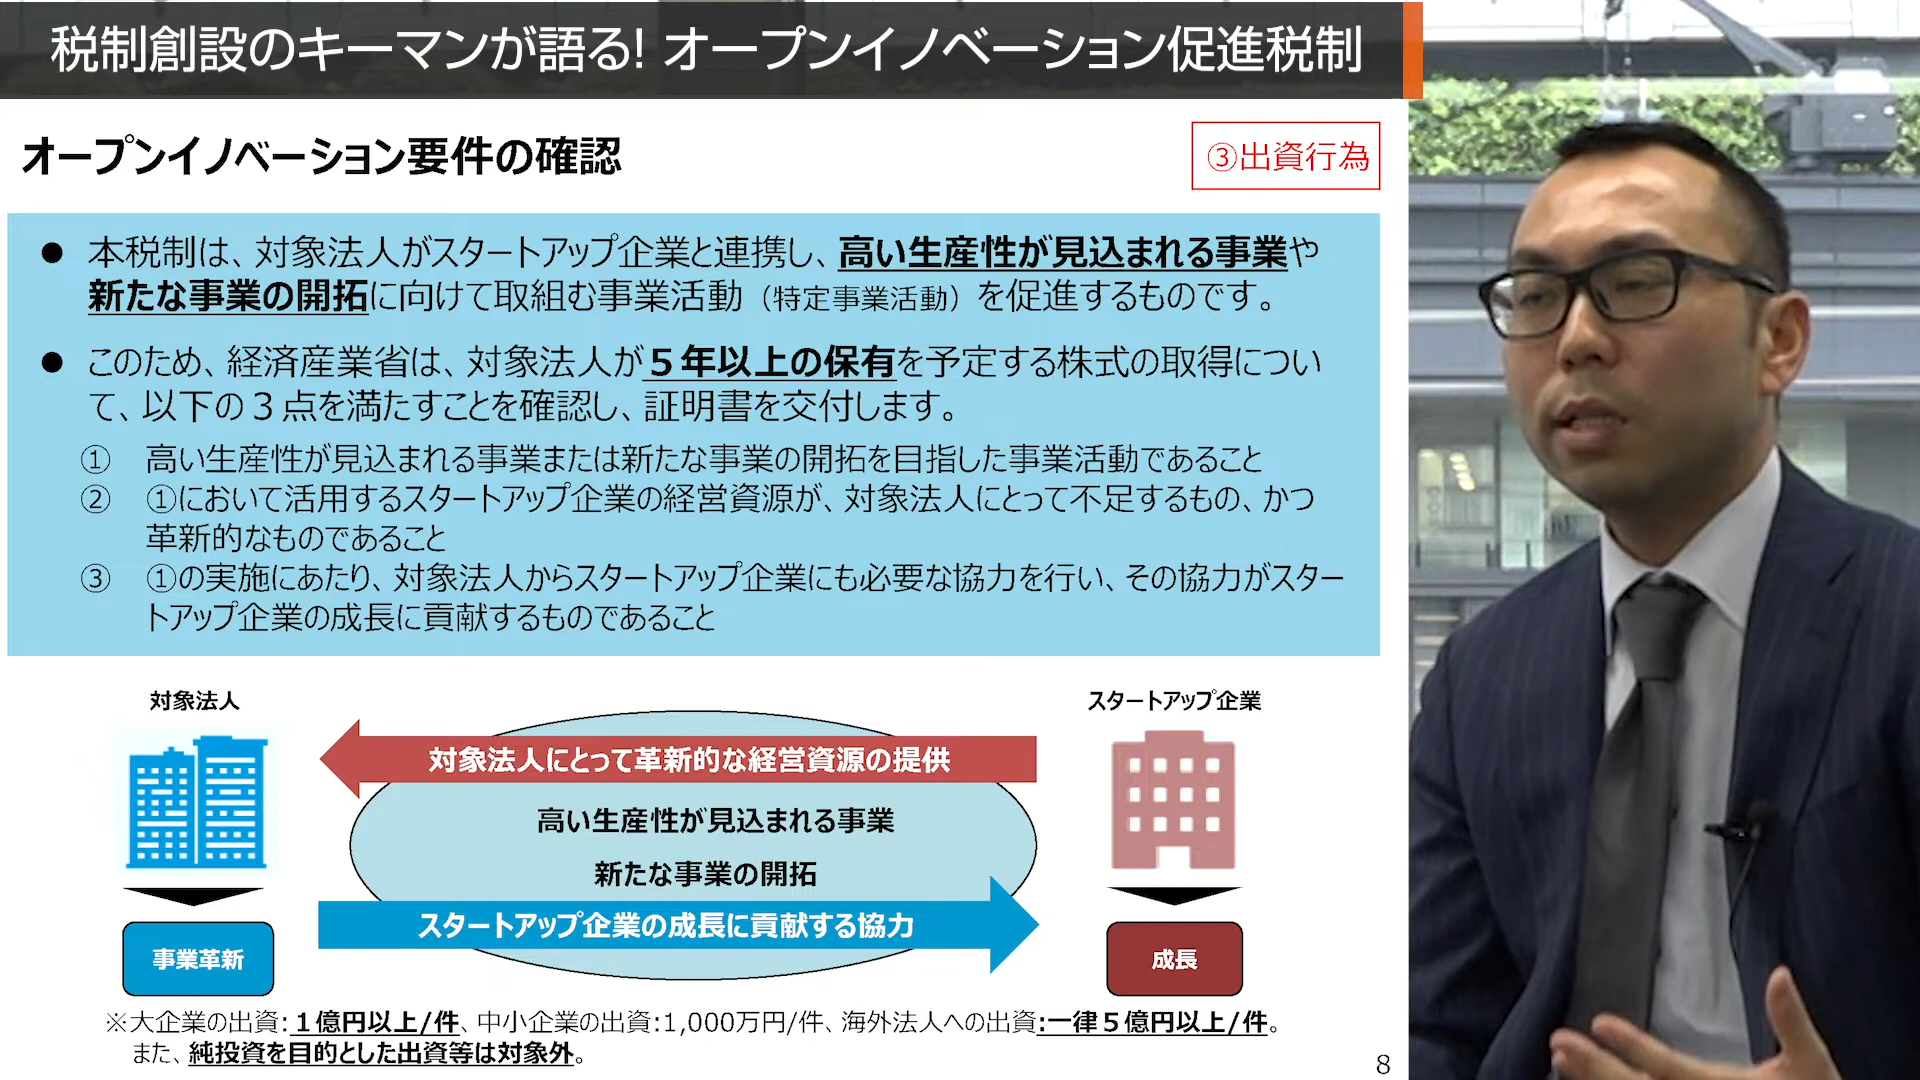 税制創設のキーマンが語る! オープンイノベーション促進税制
オープンイノベーション要件の確認
③出資行為
● 本税制は、対象法人がスタートアップ企業と連携し、高い生産性が見込まれる事業や
新たな事業の開拓に向けて取組む事業活動（特定事業活動）を促進するものです。
● このため、経済産業省は、対象法人が５年以上の保有を予定する株式の取得につい
て、以下の３点を満たすことを確認し、証明書を交付します。
① 高い生産性が見込まれる事業または新たな事業の開拓を目指した事業活動であること
② ①において活用するスタートアップ企業の経営資源が、対象法人にとって不足するもの、かつ
革新的なものであること
③ ①の実施にあたり、対象法人からスタートアップ企業にも必要な協力を行い、その協力がスター
トアップ企業の成長に貢献するものであること
対象法人
スタートアップ企業
対象法人にとって革新的な経営資源の提供
高い生産性が見込まれる事業
新たな事業の開拓
スタートアップ企業の成長に貢献する協力
事業革新
成長
※大企業の出資:１億円以上/件、中小企業の出資:1,000万円/件、海外法人への出資:一律５億円以上/件。
また、純投資を目的とした出資等は対象外。
8